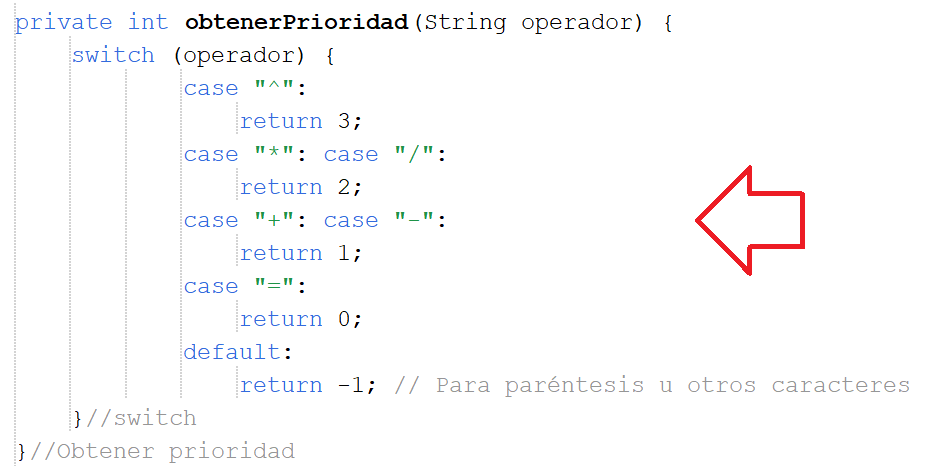 private int obtenerPrioridad(String operador) {
switch (operador) {
case "^":
return 3;
case "*": case "/":
return 2;
case "+": case "-":
return 1;
case "=":
return 0;
default:
return -1; // Para paréntesis u otros caracteres
}//switch
}//Obtener prioridad